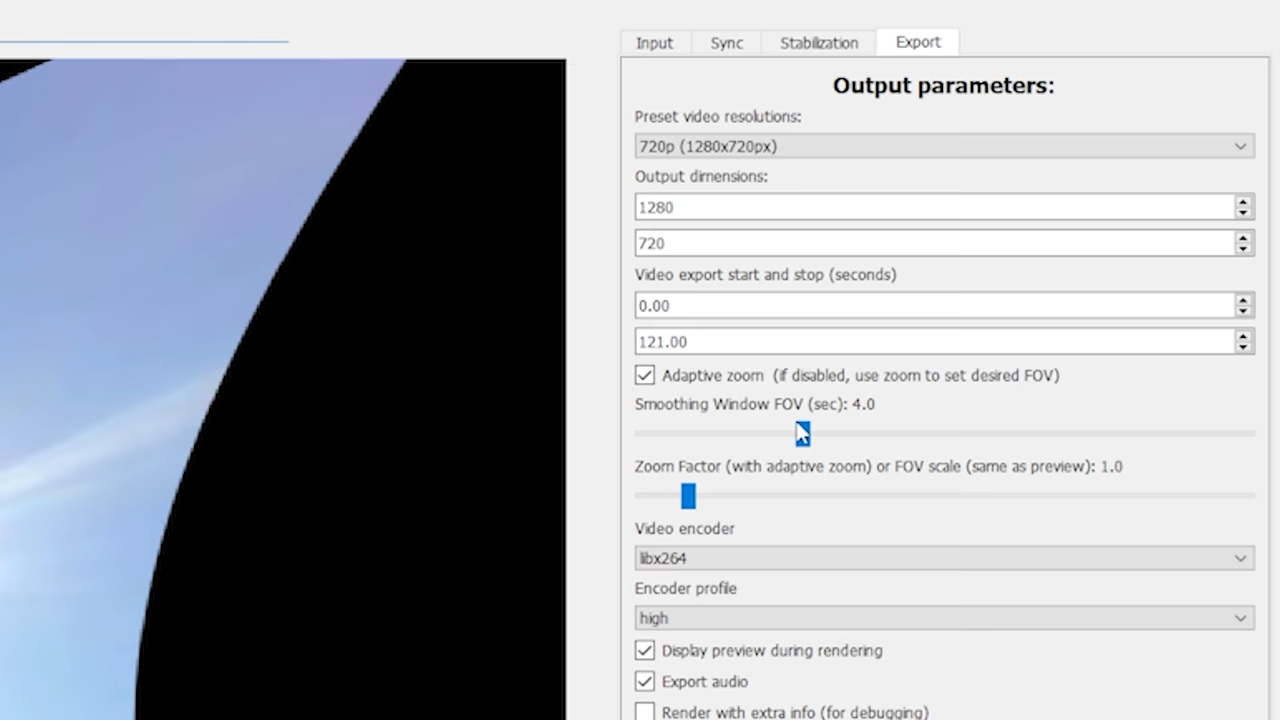 Input Sync Stabilization Export
Output parameters:
Preset video resolutions:
720p (1280x720px)
Output dimensions:
1280
720
Video export start and stop (seconds)
0.00
121.00
Adaptive zoom (if disabled, use zoom to set desired FOV)
Smoothing Window FOV (sec): 4.0
Zoom Factor (with adaptive zoom) or FOV scale (same as preview): 1.0
Video encoder
libx264
Encoder profile
high
Display preview during rendering
Export audio
Render with extra info (for debugging)